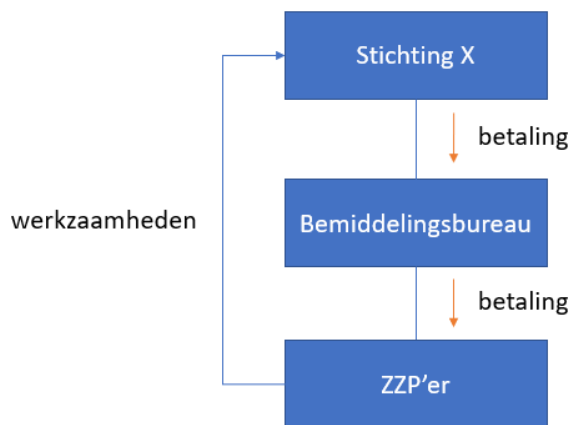 Stichting X
betaling
werkzaamheden
Bemiddelingsbureau
betaling
ZZP'er